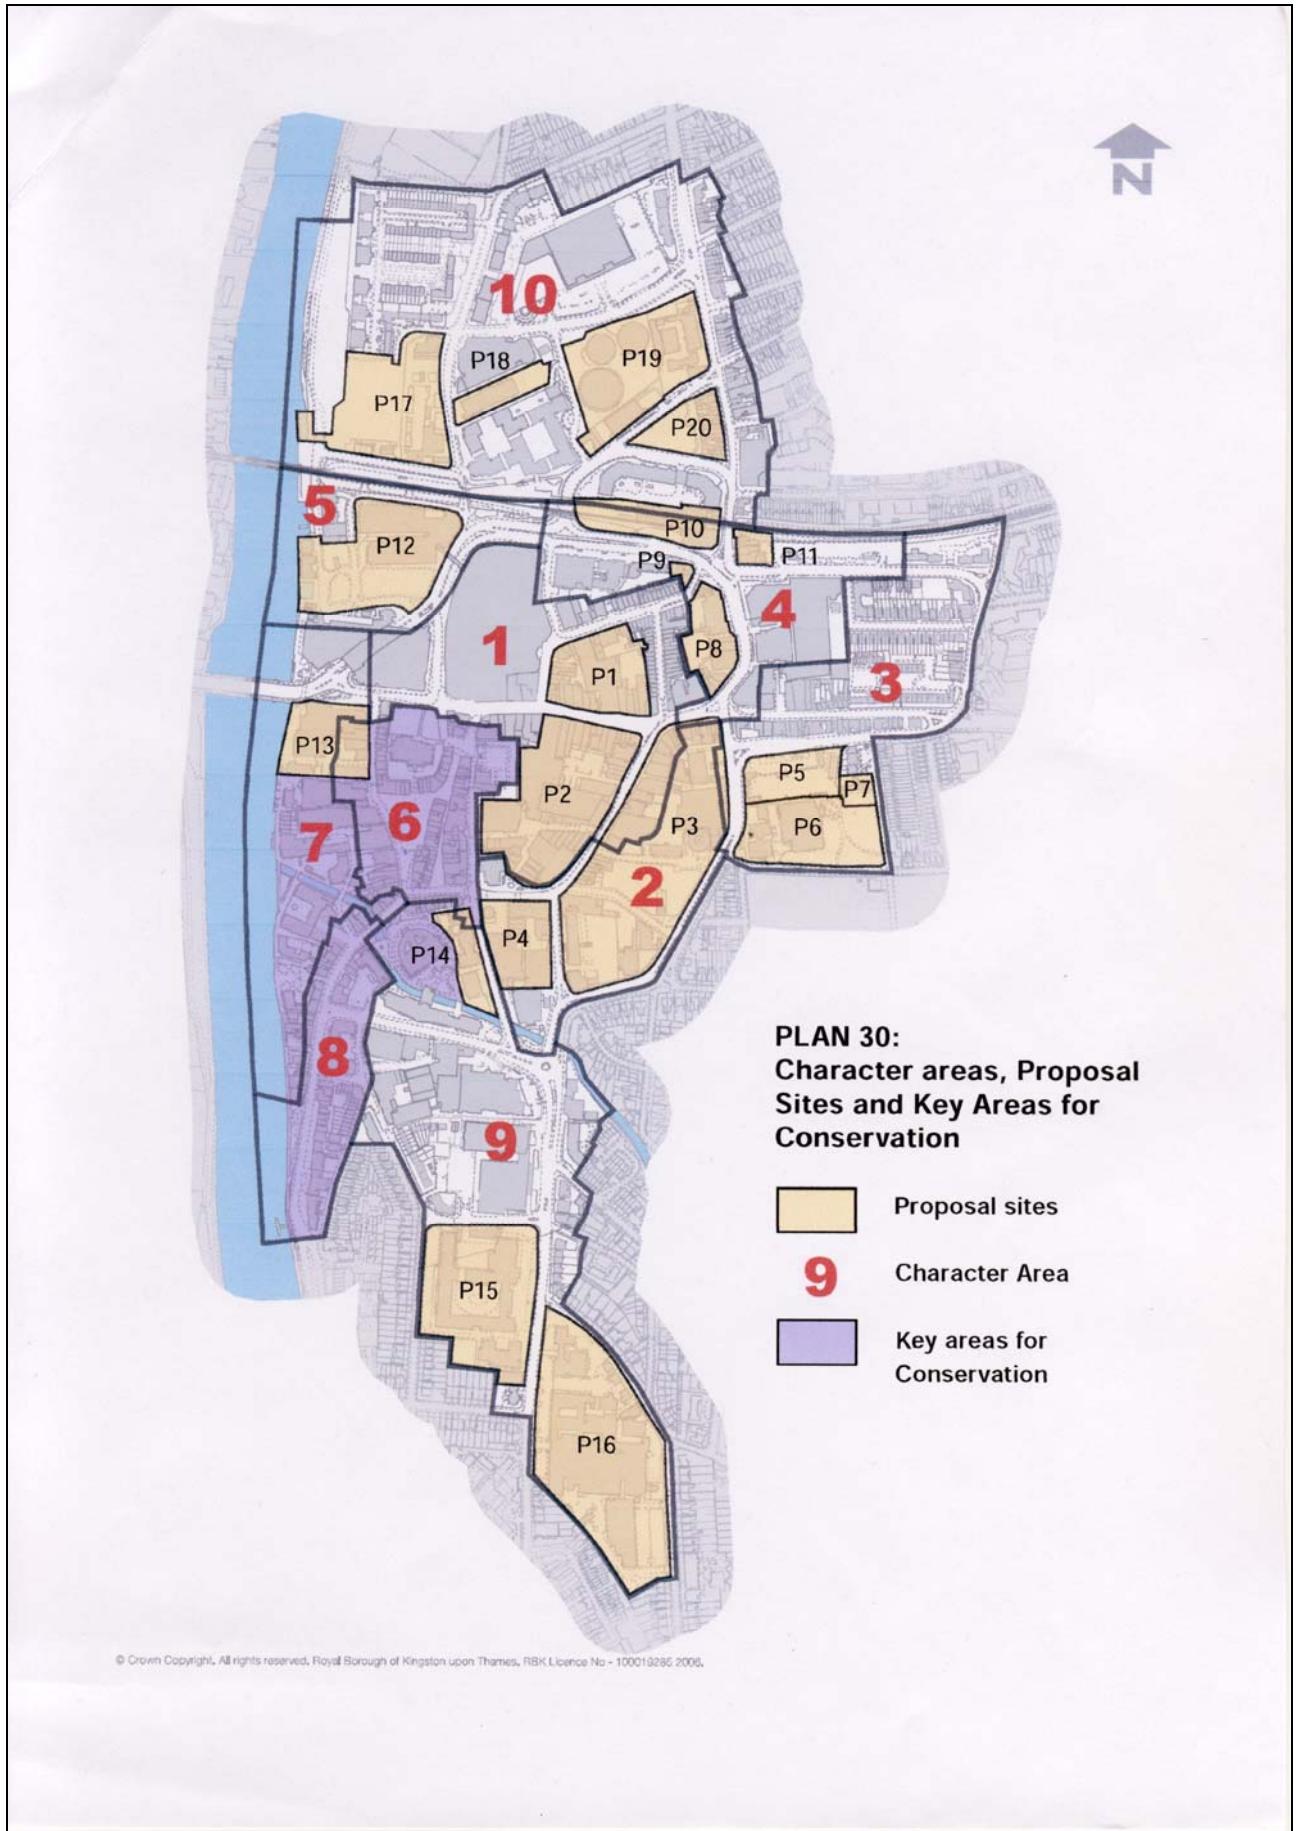 N
10
P18
P19
P17
P20
5
P10
P12
P9
P11
4
1
P8
P1
3
P13
P5
P7
P2
6
7
P3
P6
2
P4
P14
8
9
P15
P16
PLAN 30:
Character areas, Proposal
Sites and Key Areas for
Conservation
Proposal sites
9
Character Area
Key areas for
Conservation
© Crown Copyright. All rights reserved. Royal Borough of Kingston upon Thames. RBK Licence No - 100019285 2006.